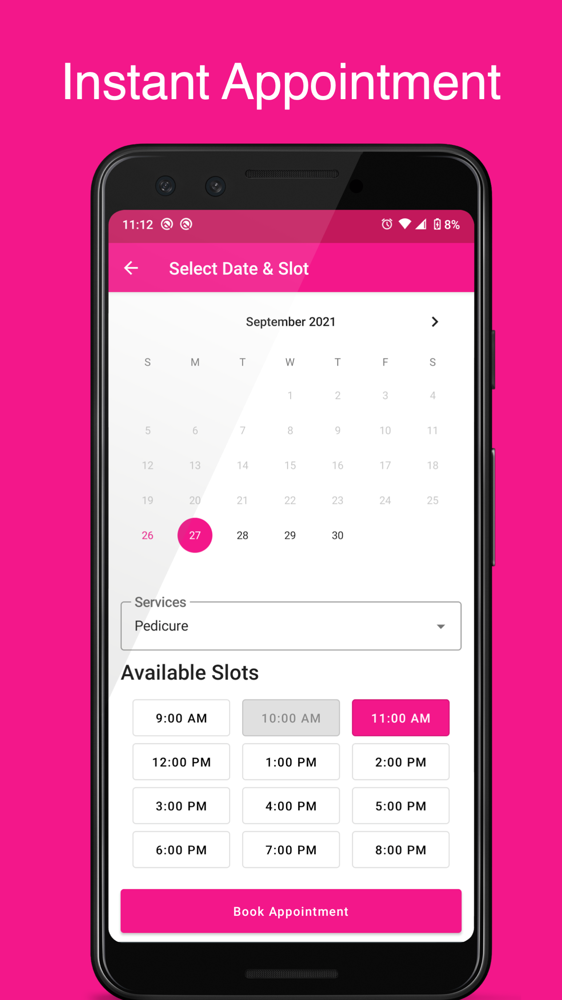 Instant Appointment
11:12 8%
Select Date & Slot
September 2021
S M T W T F S
1 2 3 4
5 6 7 8 9 10 11
12 13 14 15 16 17 18
19 20 21 22 23 24 25
26 27 28 29 30
Services
Pedicure
Available Slots
9:00 AM 10:00 AM 11:00 AM
12:00 PM 1:00 PM 2:00 PM
3:00 PM 4:00 PM 5:00 PM
6:00 PM 7:00 PM 8:00 PM
Book Appointment